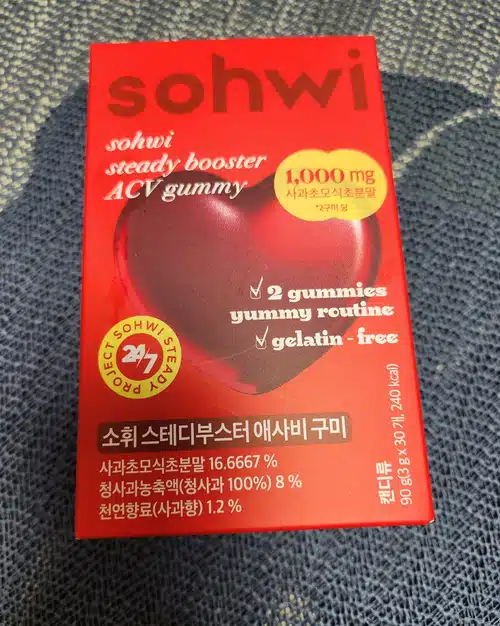 sohwi
sohwi
steady booster
ACV gummy
1,000 mg
사과초모식초분말
*2구미 당
2 gummies
yummy routine
gelatin - free
PROJECT SOHWI STEADY
24/7
소휘 스테디부스터 애사비 구미
사과초모식초분말 16.6667 %
청사과농축액(청사과 100%) 8 %
천연향료(사과향) 1.2 %
캔디류
90 g(3 g x 30 개, 240 kcal)